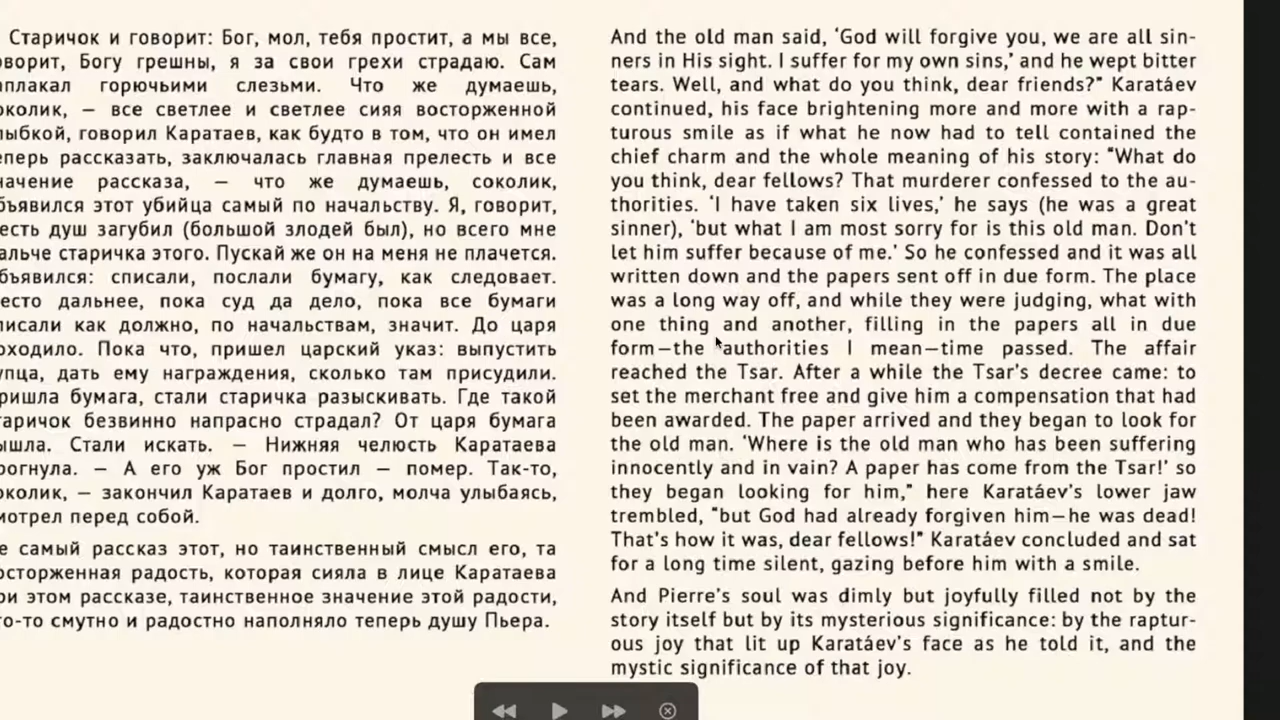 Старичок и говорит: Бог, мол, тебя простит, а мы все,
оворит, Богу грешны, я за свои грехи страдаю. Сам
аплакал горючьими слезьми. Что же думаешь,
околик, — все светлее и светлее сияя восторженной
лыбкой, говорил Каратаев, как будто в том, что он имел
еперь рассказать, заключалась главная прелесть и все
начение рассказа, — что же думаешь, соколик,
бъявился этот убийца самый по начальству. Я, говорит,
есть душ загубил (большой злодей был), но всего мне
альче старичка этого. Пускай же он на меня не плачется.
бъявился: списали, послали бумагу, как следовает.
есто дальнее, пока суд да дело, пока все бумаги
писали как должно, по начальствам, значит. До царя
оходило. Пока что, пришел царский указ: выпустить
упца, дать ему награждения, сколько там присудили.
ришла бумага, стали старичка разыскивать. Где такой
таричок безвинно напрасно страдал? От царя бумага
ышла. Стали искать. — Нижняя челюсть Каратаева
рогнула. — А его уж Бог простил — помер. Так-то,
околик, — закончил Каратаев и долго, молча улыбаясь,
мотрел перед собой.
е самый рассказ этот, но таинственный смысл его, та
осторженная радость, которая сияла в лице Каратаева
ри этом рассказе, таинственное значение этой радости,
то-то смутно и радостно наполняло теперь душу Пьера.
And the old man said, ‘God will forgive you, we are all sin-
ners in His sight. I suffer for my own sins,’ and he wept bitter
tears. Well, and what do you think, dear friends?” Karatáev
continued, his face brightening more and more with a rap-
turous smile as if what he now had to tell contained the
chief charm and the whole meaning of his story: “What do
you think, dear fellows? That murderer confessed to the au-
thorities. ‘I have taken six lives,’ he says (he was a great
sinner), ‘but what I am most sorry for is this old man. Don’t
let him suffer because of me.’ So he confessed and it was all
written down and the papers sent off in due form. The place
was a long way off, and while they were judging, what with
one thing and another, filling in the papers all in due
form—the authorities I mean—time passed. The affair
reached the Tsar. After a while the Tsar’s decree came: to
set the merchant free and give him a compensation that had
been awarded. The paper arrived and they began to look for
the old man. ‘Where is the old man who has been suffering
innocently and in vain? A paper has come from the Tsar!’ so
they began looking for him,” here Karatáev’s lower jaw
trembled, “but God had already forgiven him—he was dead!
That’s how it was, dear fellows!” Karatáev concluded and sat
for a long time silent, gazing before him with a smile.
And Pierre’s soul was dimly but joyfully filled not by the
story itself but by its mysterious significance: by the raptur-
ous joy that lit up Karatáev’s face as he told it, and the
mystic significance of that joy.